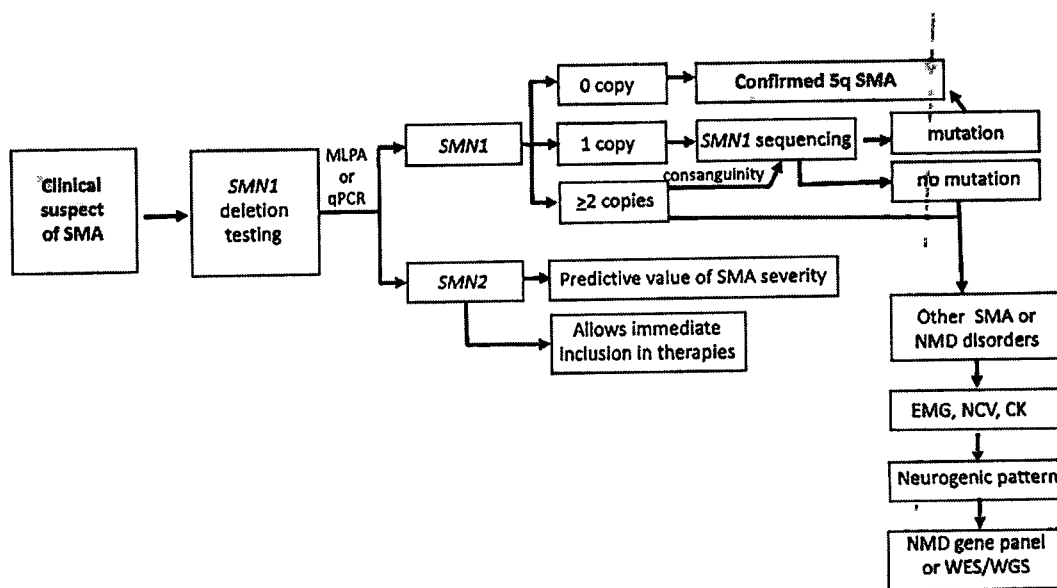 Clinical
suspect
of SMA
SMN1
deletion
testing
MLPA
or
qPCR
SMN1
0 copy
Confirmed 5q SMA
1 copy
SMN1 sequencing
mutation
consanguinity
≥2 copies
no mutation
SMN2
Predictive value of SMA severity
Allows immediate
inclusion in therapies
Other SMA or
NMD disorders
EMG, NCV, CK
Neurogenic pattern
NMD gene panel
or WES/WGS